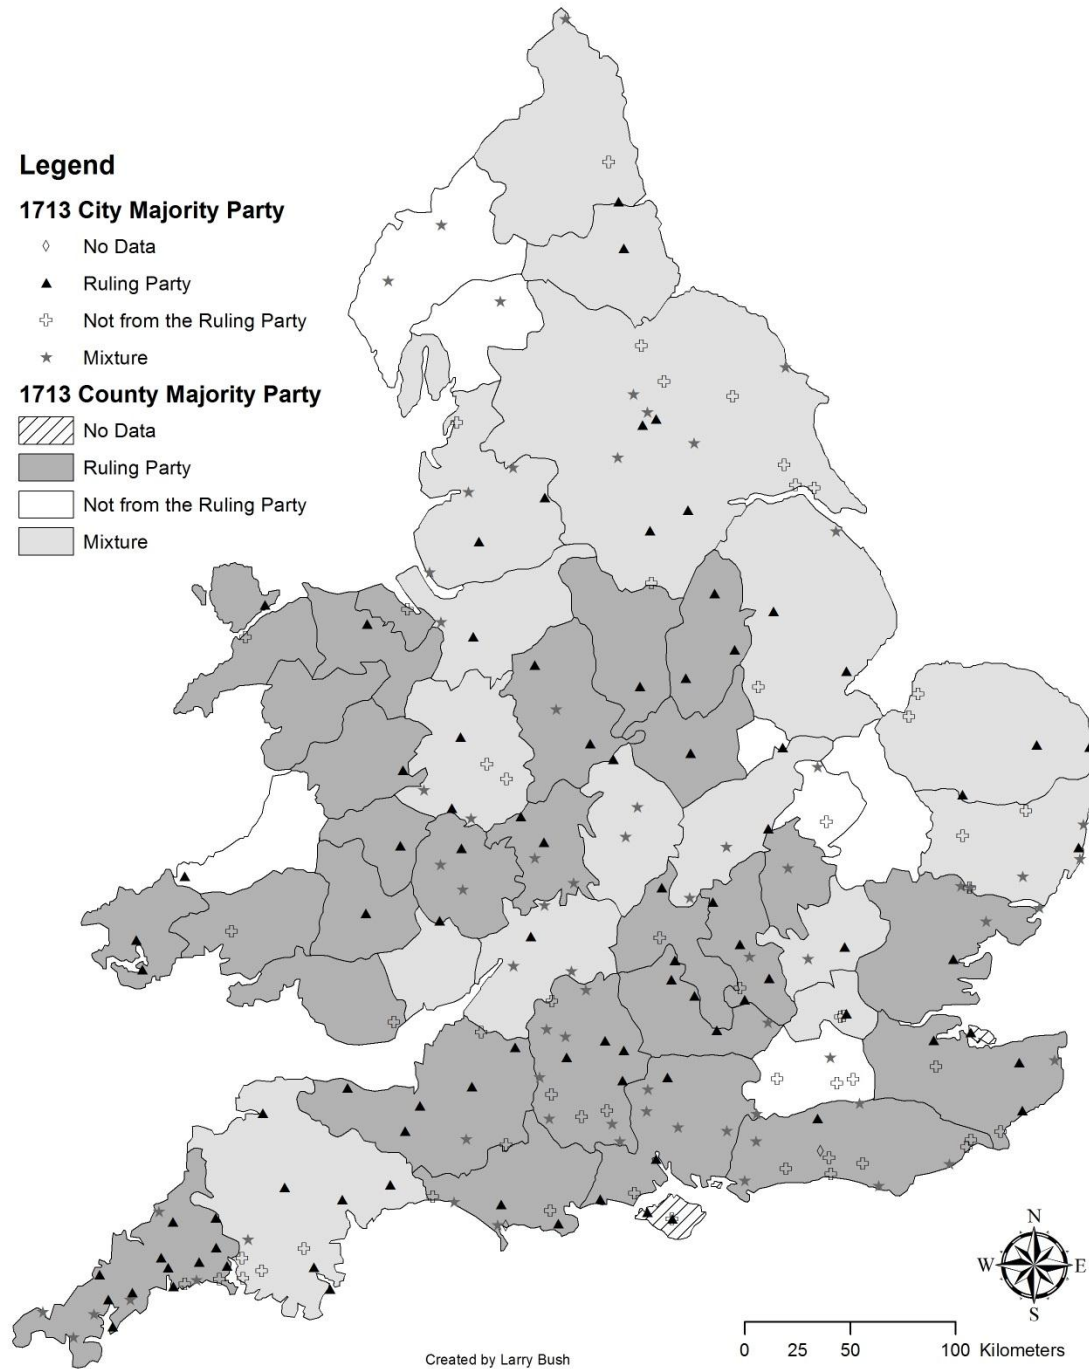 Legend
1713 City Majority Party
No Data
Ruling Party
Not from the Ruling Party
Mixture
1713 County Majority Party
No Data
Ruling Party
Not from the Ruling Party
Mixture
N
W E
S
0 25 50 100 Kilometers
Created by Larry Bush